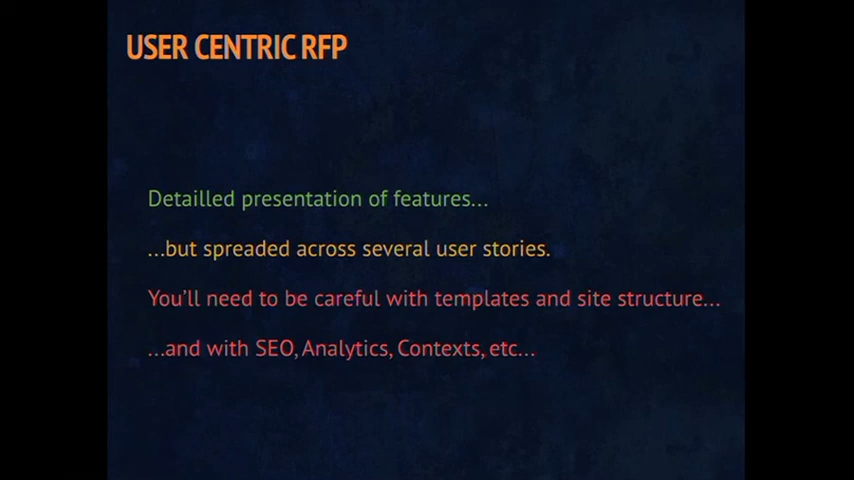 USER CENTRIC RFP
Detailled presentation of features...
...but spreaded across several user stories.
You'll need to be careful with templates and site structure...
...and with SEO, Analytics, Contexts, etc...